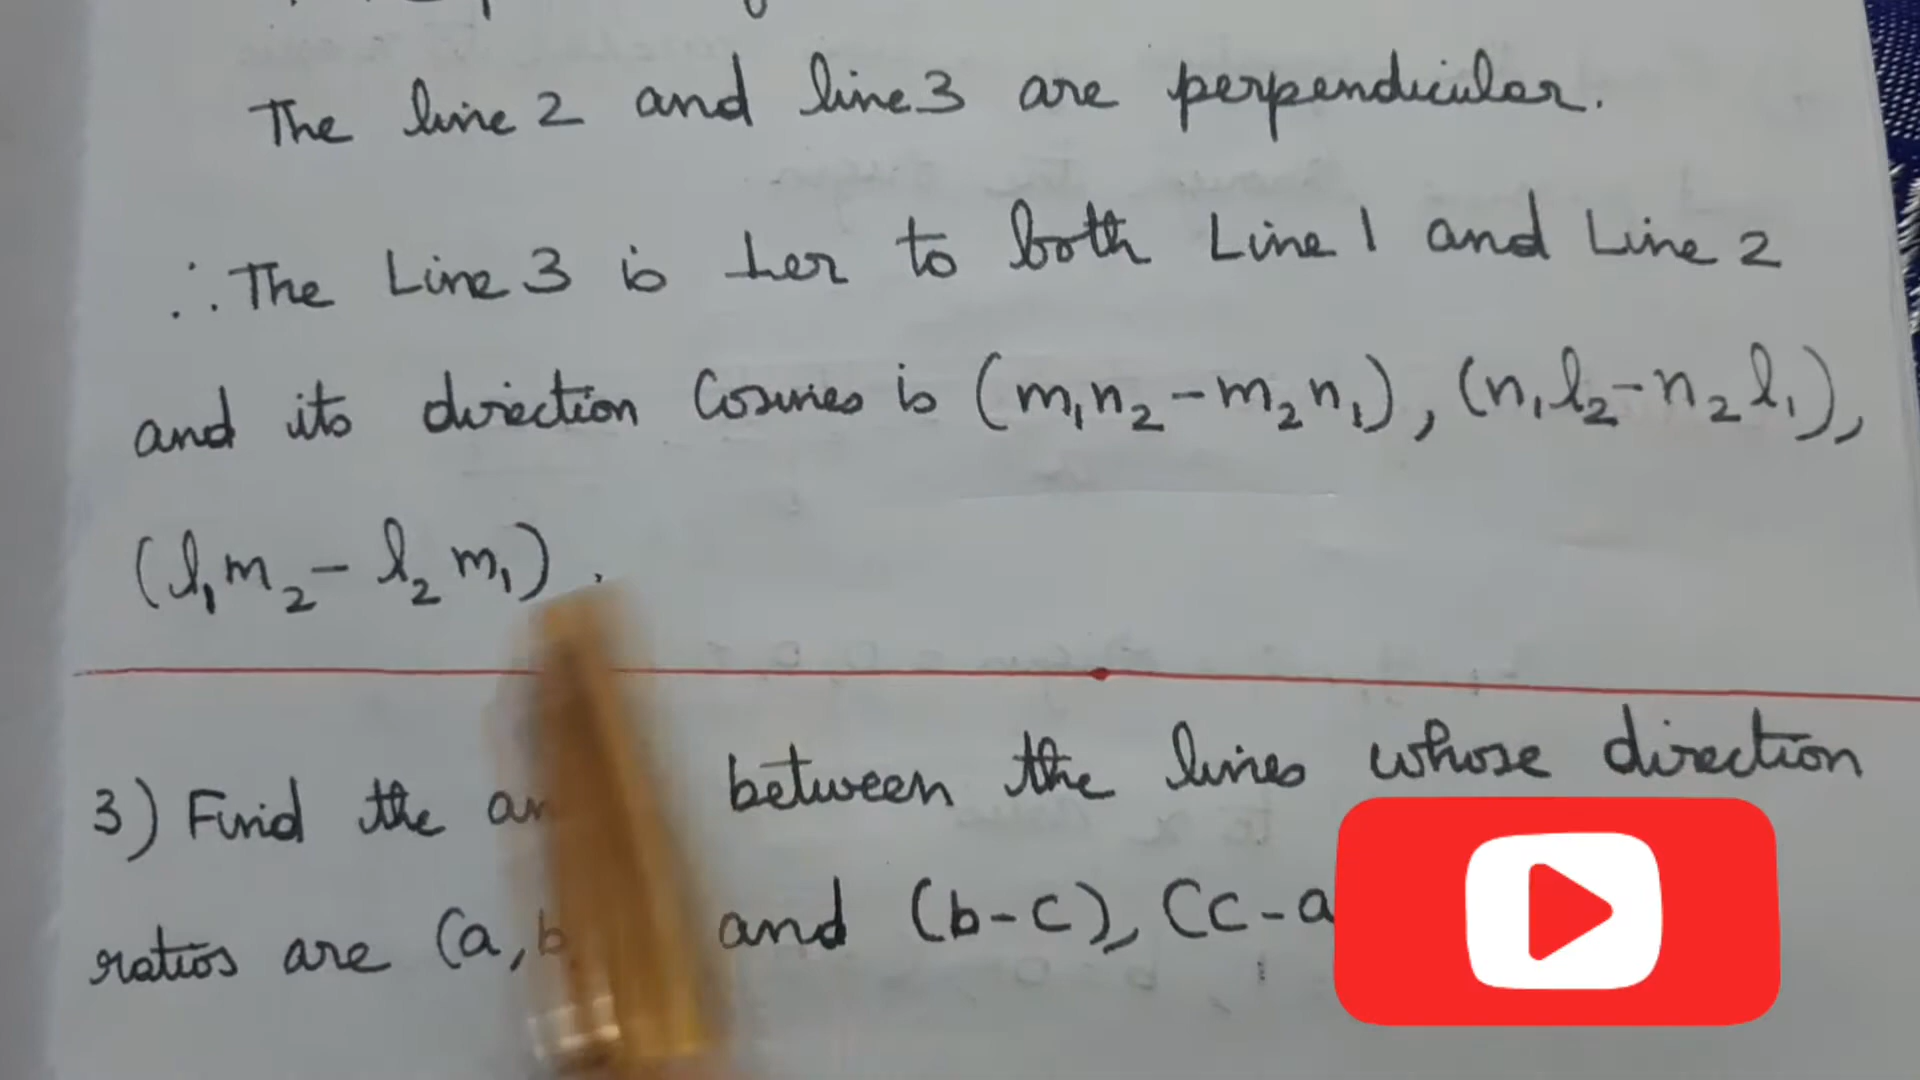 The line 2 and line 3 are perpendicular.
∴ The Line 3 is ⊥er to both Line 1 and Line 2
and its direction Cosines is (m₁n₂-m₂n₁), (n₁l₂-n₂l₁),
(l₁m₂-l₂m₁).
3) Find the between the lines whose direction
ratios are (a, b and (b-c), (c-a